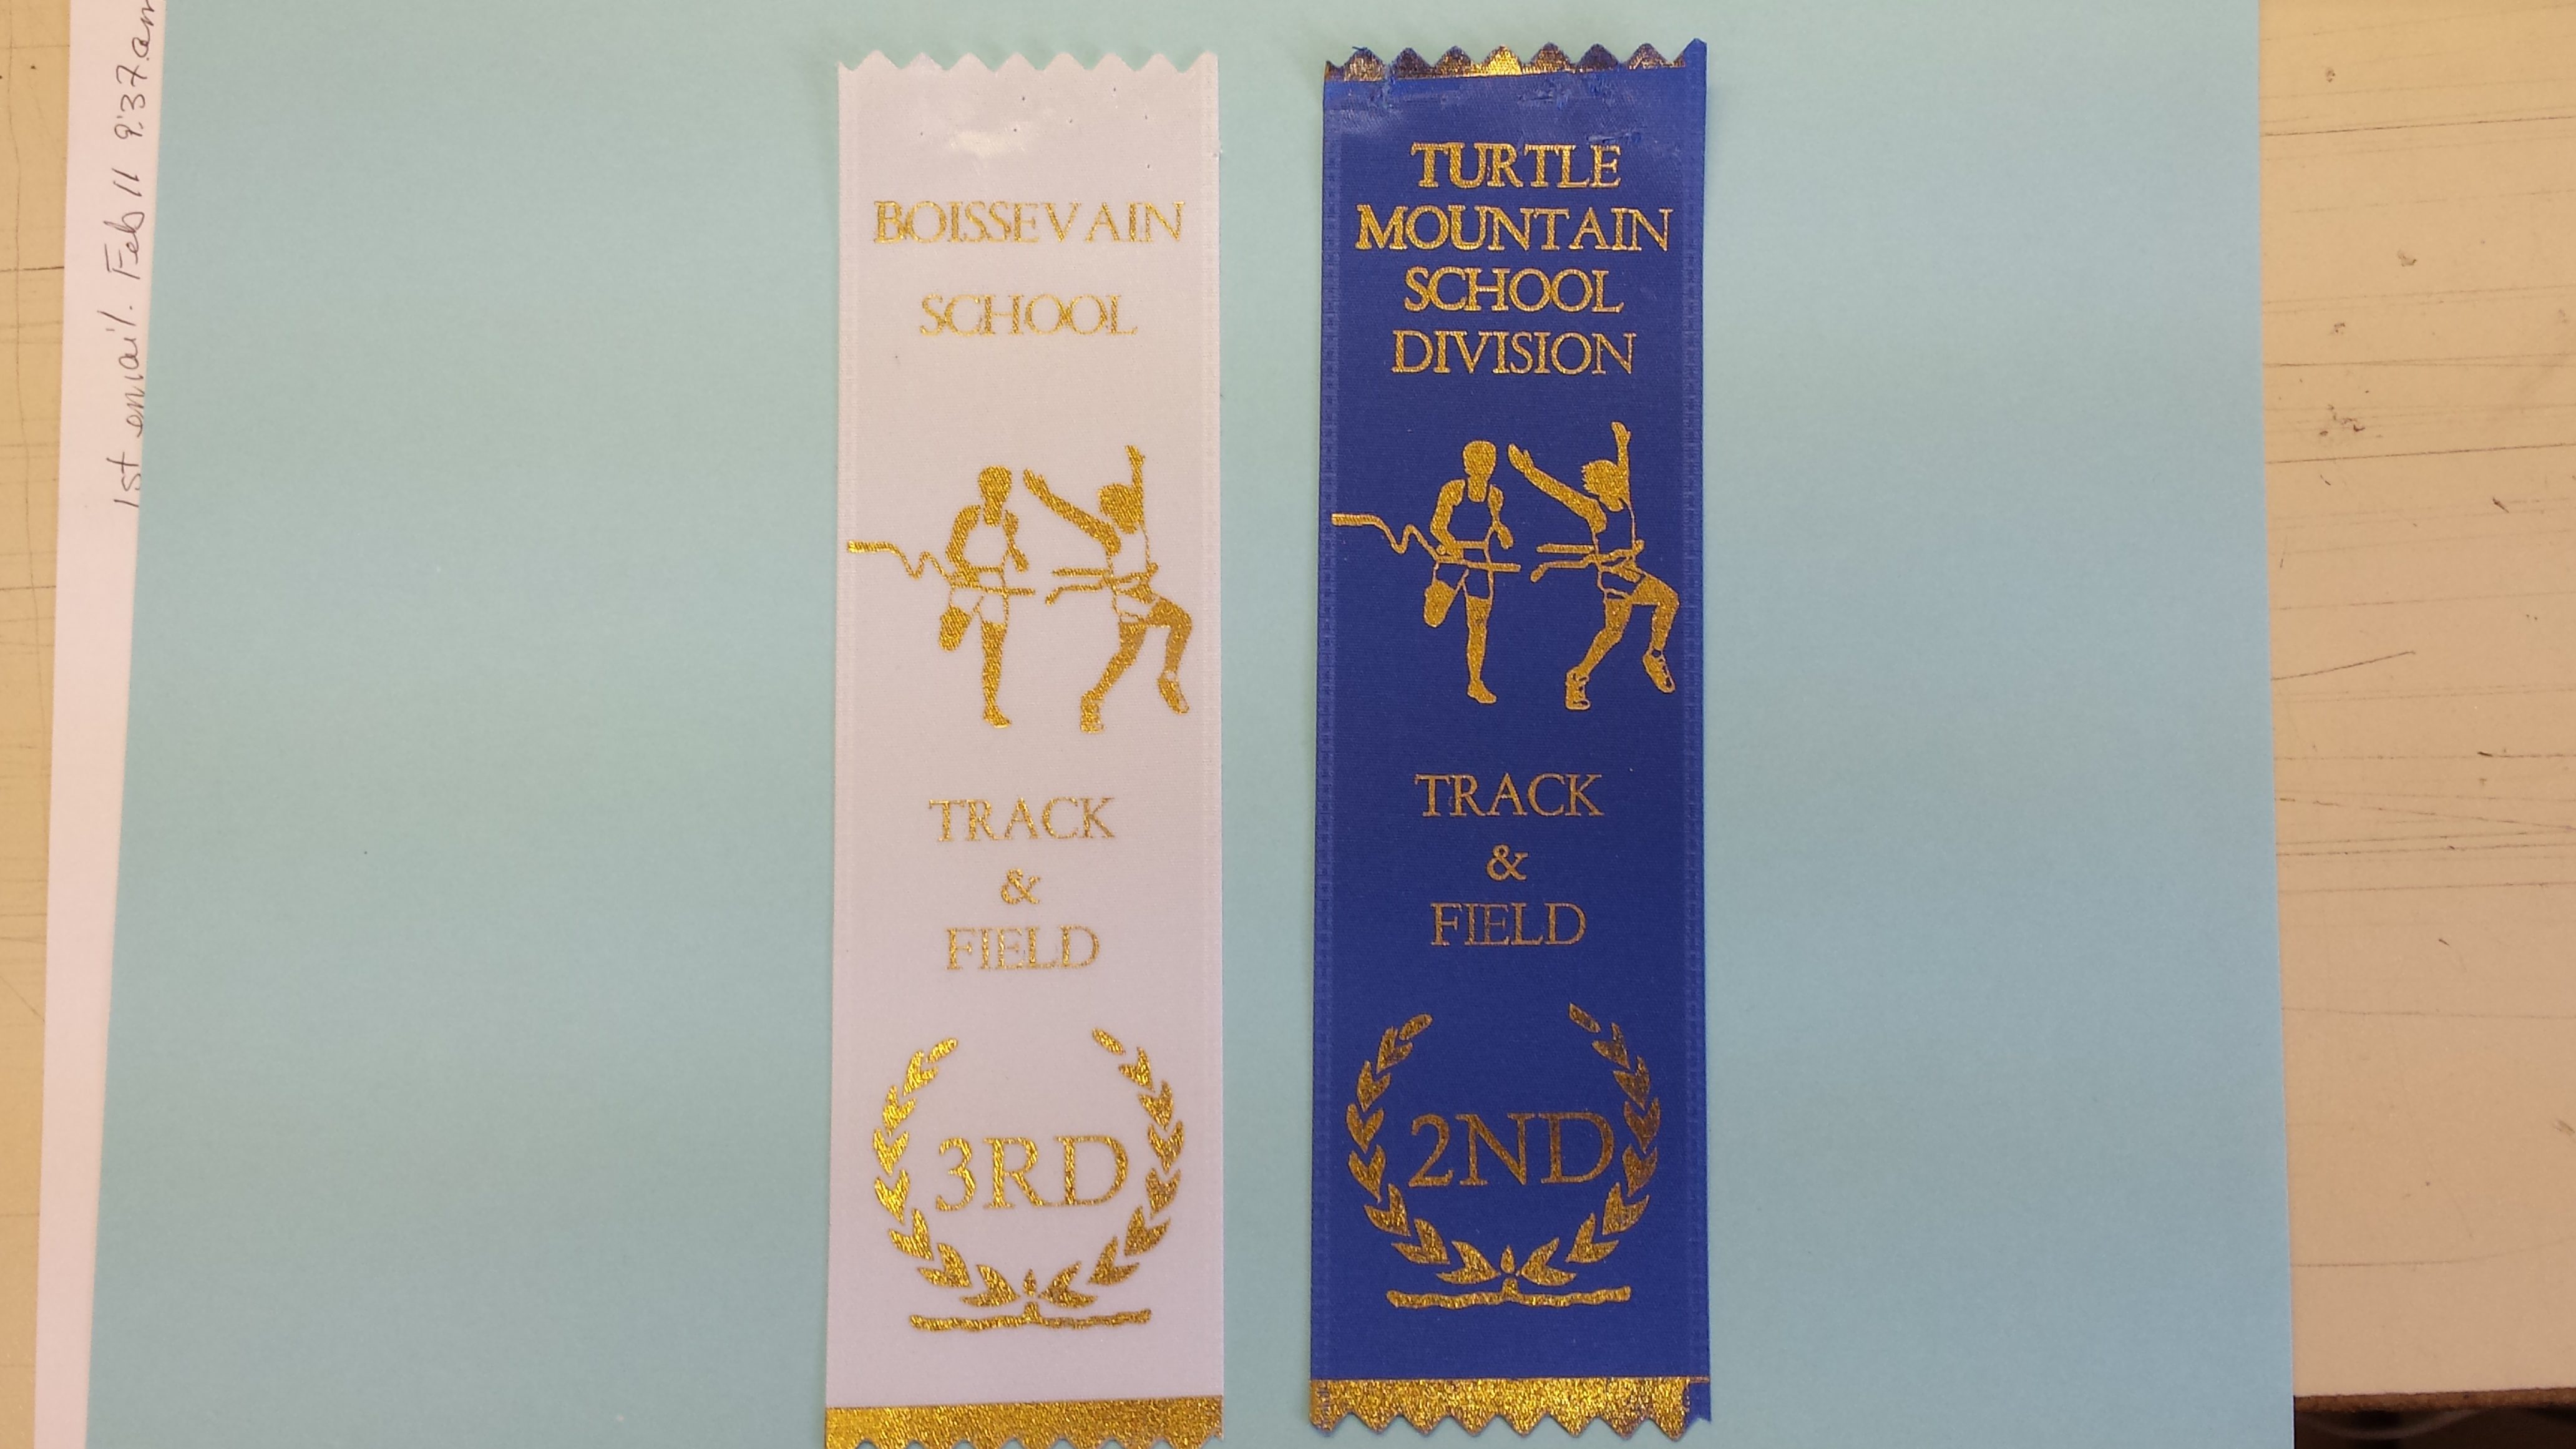 1st email. Feb 11 9:37 am
BOISSEVAIN
SCHOOL
TRACK
&
FIELD
3RD
TURTLE
MOUNTAIN
SCHOOL
DIVISION
TRACK
&
FIELD
2ND